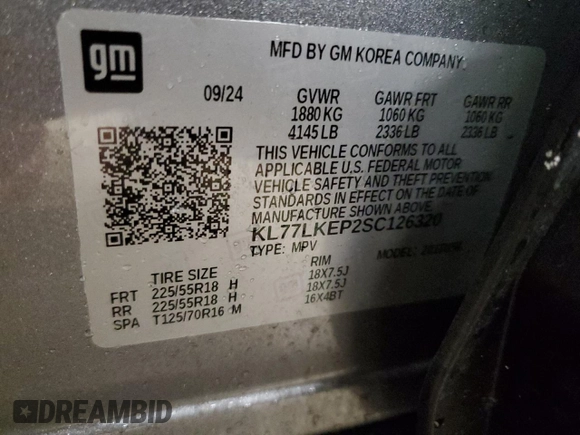 gm
MFD BY GM KOREA COMPANY
09/24 GVWR GAWR FRT GAWR RR
1880 KG 1060 KG 1060 KG
4145 LB 2336 LB 2336 LB
THIS VEHICLE CONFORMS TO ALL
APPLICABLE U.S. FEDERAL MOTOR
VEHICLE SAFETY AND THEFT PREVENTION
STANDARDS IN EFFECT ON THE DATE OF
MANUFACTURE SHOWN ABOVE.
KL77LKEP2SC126320
TYPE: MPV MODEL:
TIRE SIZE RIM
FRT 225/55R18 H 18X7.5J
RR 225/55R18 H 18X7.5J
SPA T125/70R16 M 16X4BT
DREAMBID